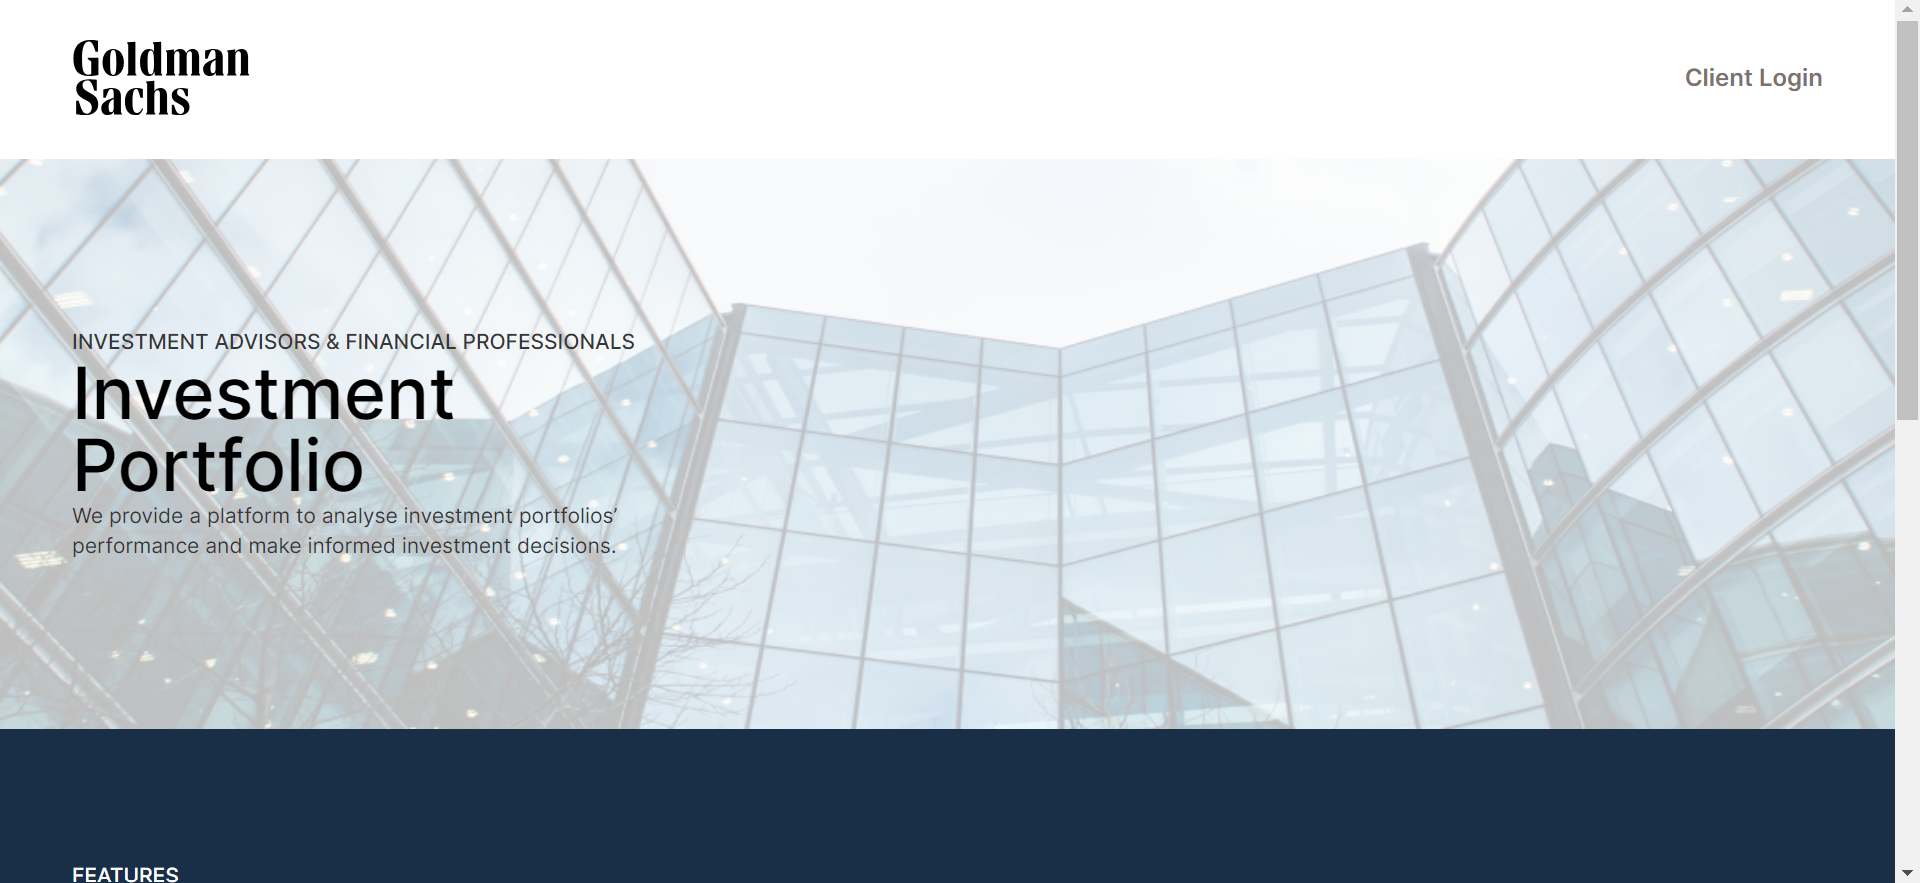 Goldman
Sachs
Client Login
INVESTMENT ADVISORS & FINANCIAL PROFESSIONALS
Investment
Portfolio
We provide a platform to analyse investment portfolios’
performance and make informed investment decisions.
FEATURES